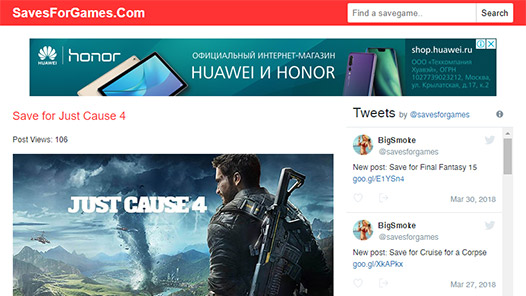 SavesForGames.Com
Find a savegame..
Search
HUAWEI
honor
ОФИЦИАЛЬНЫЙ ИНТЕРНЕТ-МАГАЗИН
HUAWEI И HONOR
shop.huawei.ru
ООО «Техкомпания
Хуавэй», ОГРН
1027739023212, Москва,
ул. Крылатская, д.17, к.2
Save for Just Cause 4
Post Views: 106
JUST CAUSE 4
Tweets by @savesforgames
BigSmoke
@savesforgames
New post: Save for Final Fantasy 15
goo.gl/E1YSn4
Mar 30, 2018
BigSmoke
@savesforgames
New post: Save for Cruise for a Corpse
goo.gl/XkAPkx
Mar 27, 2018